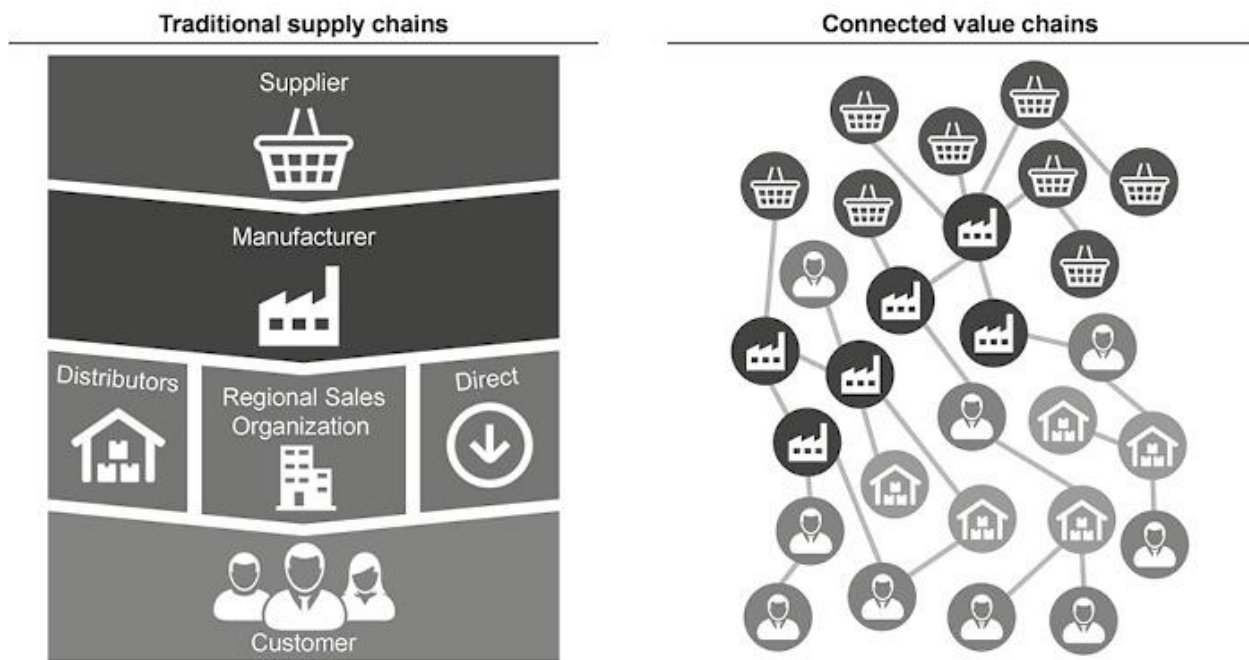 Traditional supply chains
Supplier
Manufacturer
Distributors
Regional Sales
Organization
Direct
Customer
Connected value chains